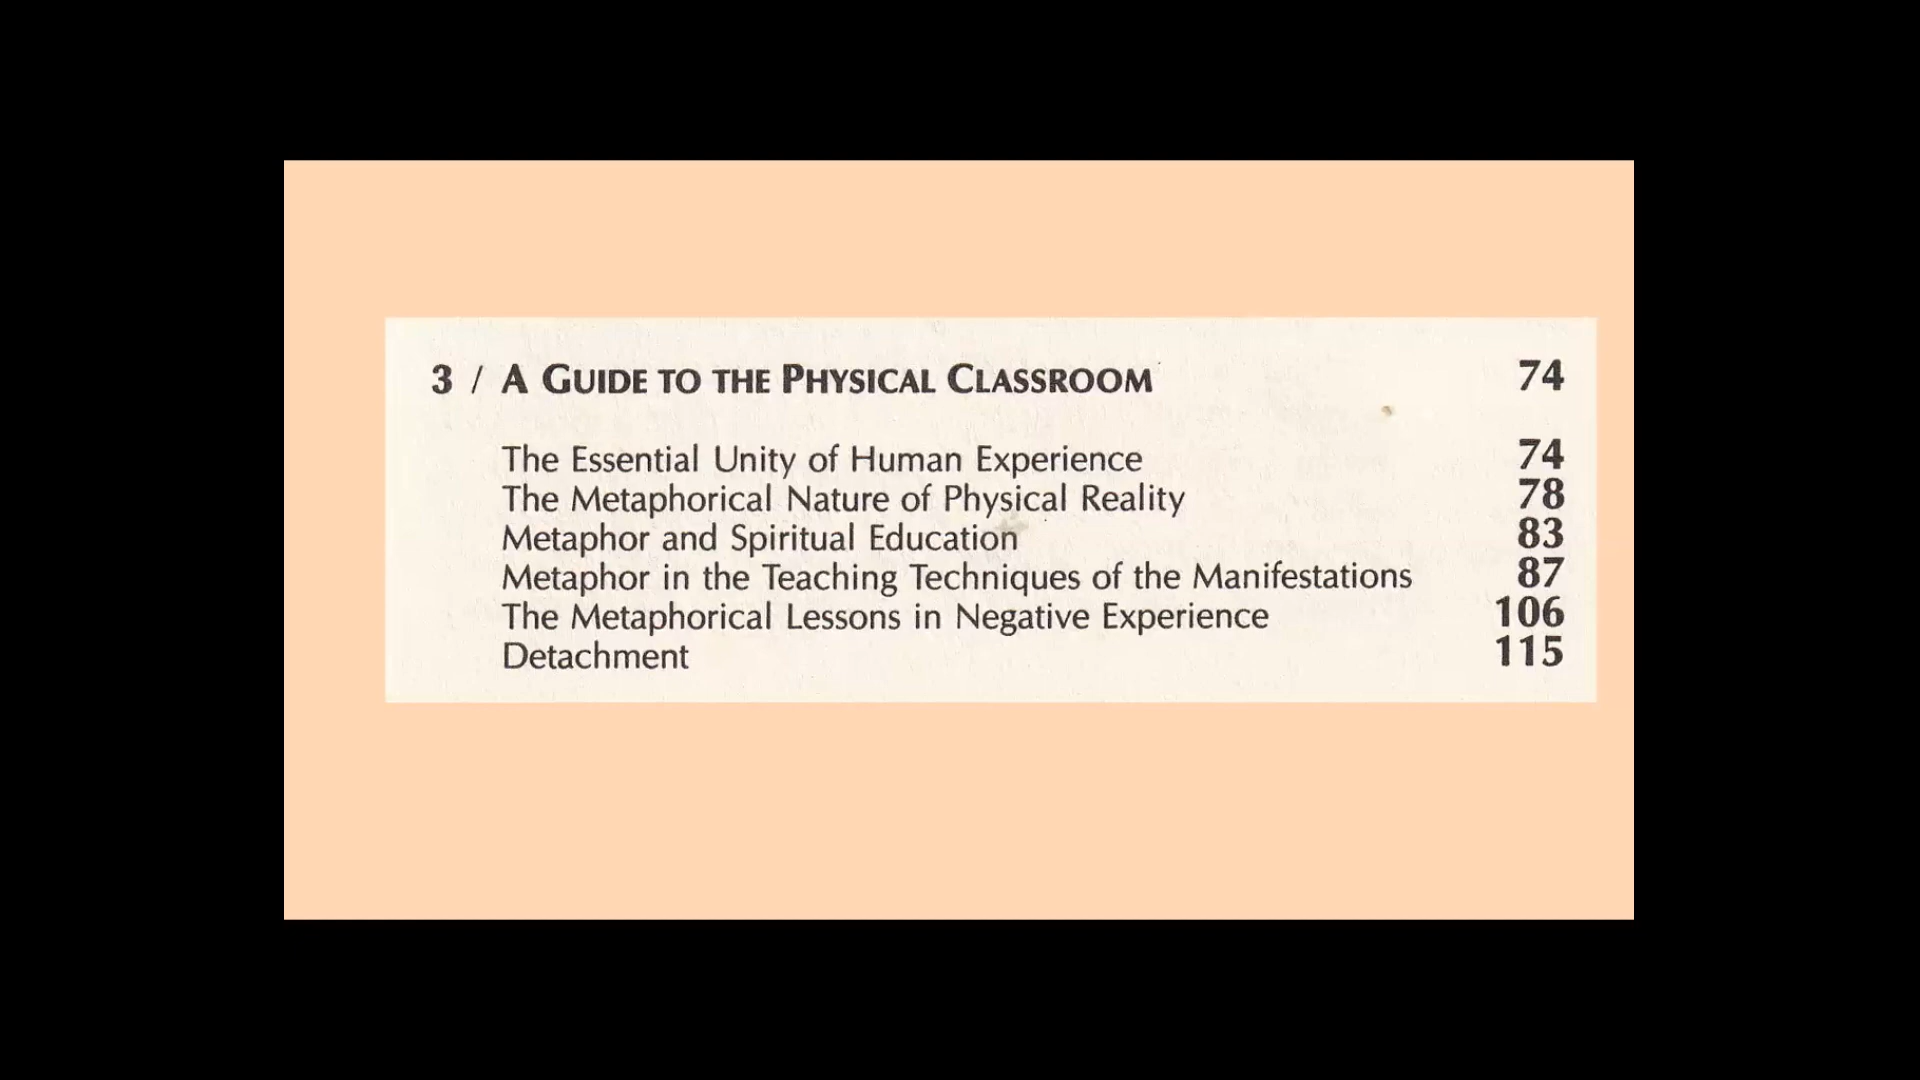 3 / A GUIDE TO THE PHYSICAL CLASSROOM 74
The Essential Unity of Human Experience 74
The Metaphorical Nature of Physical Reality 78
Metaphor and Spiritual Education 83
Metaphor in the Teaching Techniques of the Manifestations 87
The Metaphorical Lessons in Negative Experience 106
Detachment 115